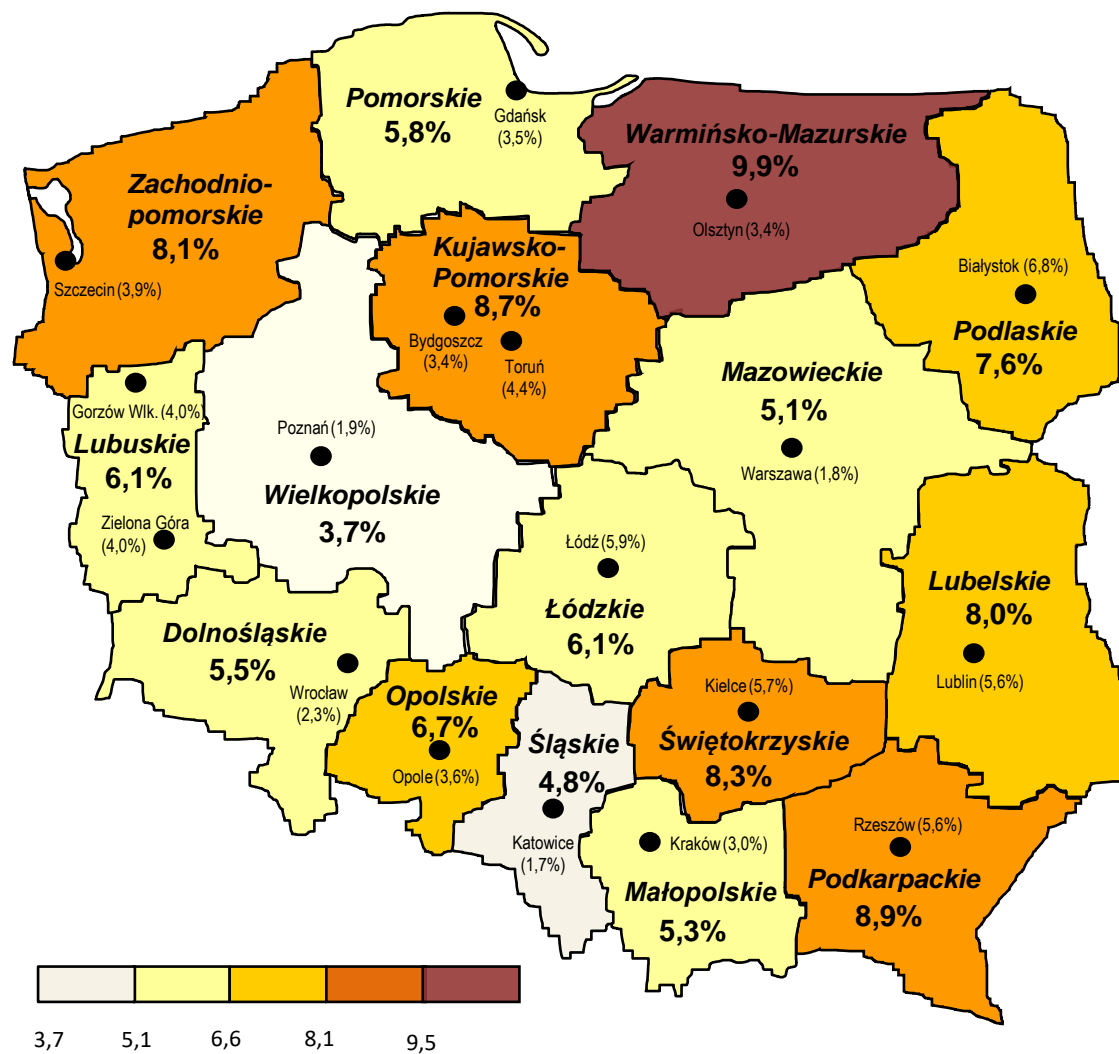 Pomorskie
5,8%
Gdańsk
(3,5%)
Warmińsko-Mazurskie
9,9%
Olsztyn (3,4%)
Zachodnio-
pomorskie
8,1%
Szczecin (3,9%)
Kujawsko-
Pomorskie
8,7%
Bydgoszcz
(3,4%)
Toruń
(4,4%)
Białystok (6,8%)
Podlaskie
7,6%
Mazowieckie
5,1%
Warszawa (1,8%)
Gorzów Wlk. (4,0%)
Lubuskie
6,1%
Zielona Góra
(4,0%)
Poznań (1,9%)
Wielkopolskie
3,7%
Łódź (5,9%)
Łódzkie
6,1%
Lubelskie
8,0%
Lublin (5,6%)
Dolnośląskie
5,5%
Wrocław
(2,3%)
Opolskie
6,7%
Opole (3,6%)
Śląskie
4,8%
Katowice
(1,7%)
Kielce (5,7%)
Świętokrzyskie
8,3%
Kraków (3,0%)
Małopolskie
5,3%
Rzeszów (5,6%)
Podkarpackie
8,9%
3,7 5,1 6,6 8,1 9,5